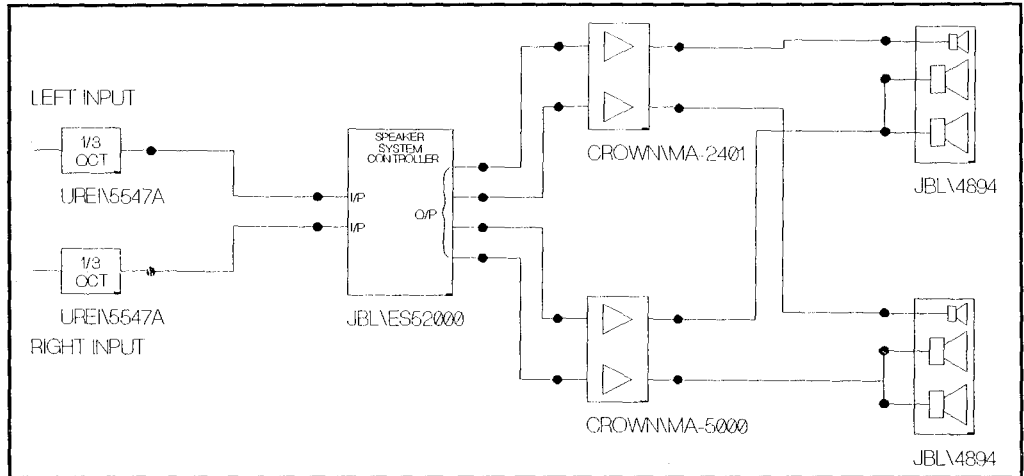 LEFT INPUT
1/3
OCT
UREI\5547A
1/3
OCT
UREI\5547A
RIGHT INPUT
SPEAKER
SYSTEM
CONTROLLER
I/P
I/P
O/P
JBL\ES52000
CROWN\MA-2401
CROWN\MA-5000
JBL\4894
JBL\4894